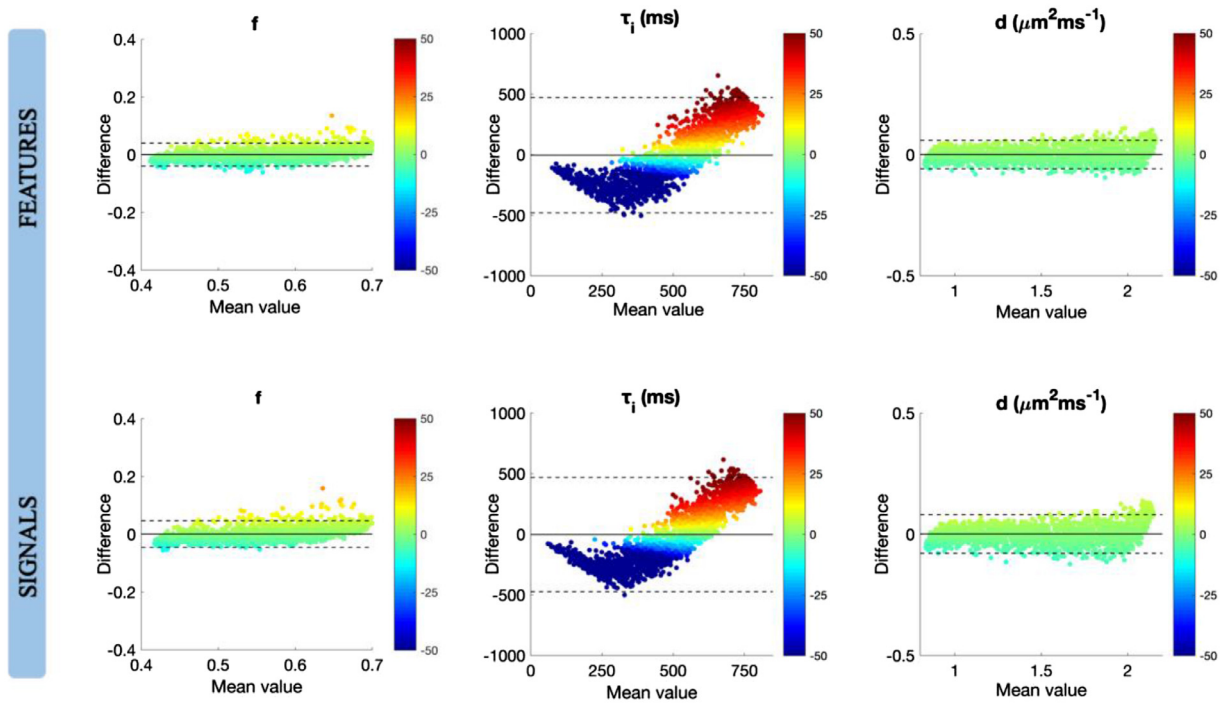 FEATURES
f
0.4
0.2
0
-0.2
-0.4
Difference
0.4 0.5 0.6 0.7
Mean value
50
25
0
-25
-50
τi (ms)
1000
500
0
-500
-1000
Difference
0 250 500 750
Mean value
50
25
0
-25
-50
d (μm²ms⁻¹)
0.5
0
-0.5
Difference
1 1.5 2
Mean value
50
25
0
-25
-50
SIGNALS
f
0.4
0.2
0
-0.2
-0.4
Difference
0.4 0.5 0.6 0.7
Mean value
50
25
0
-25
-50
τi (ms)
1000
500
0
-500
-1000
Difference
0 250 500 750
Mean value
50
25
0
-25
-50
d (μm²ms⁻¹)
0.5
0
-0.5
Difference
1 1.5 2
Mean value
50
25
0
-25
-50